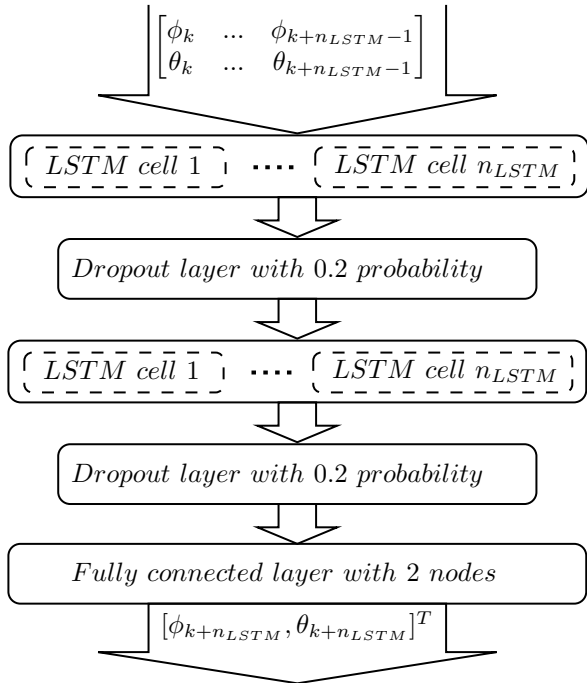 [ϕ_k ... ϕ_{k+n_{LSTM}−1}]
[θ_k ... θ_{k+n_{LSTM}−1}]
LSTM cell 1 .... LSTM cell n_{LSTM}
Dropout layer with 0.2 probability
LSTM cell 1 .... LSTM cell n_{LSTM}
Dropout layer with 0.2 probability
Fully connected layer with 2 nodes
[ϕ_{k+n_{LSTM}}, θ_{k+n_{LSTM}}]^T